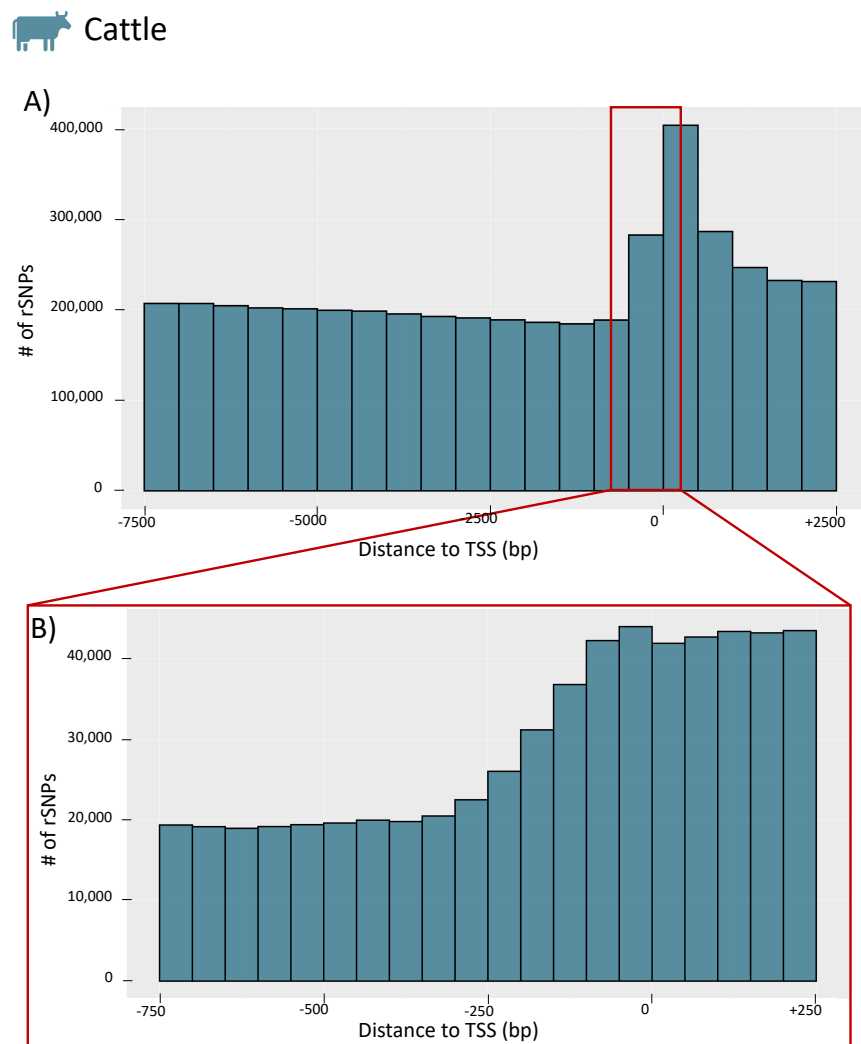 Cattle
A)
400,000
300,000
200,000
100,000
0
# of rSNPs
-7500 -5000 -2500 0 +2500
Distance to TSS (bp)
B)
40,000
30,000
20,000
10,000
0
# of rSNPs
-750 -500 -250 0 +250
Distance to TSS (bp)